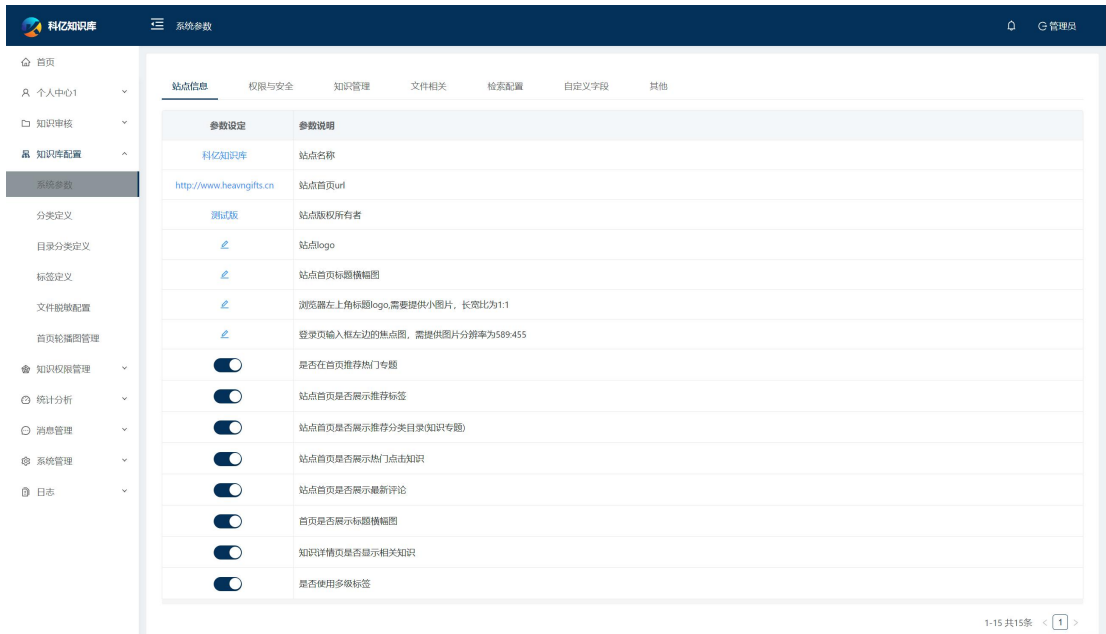 科亿知识库
系统参数
管理员
首页
个人中心1
知识审核
知识库配置
系统参数
分类定义
目录分类定义
标签定义
文件脱敏配置
首页轮播图管理
知识权限管理
统计分析
消息管理
系统管理
日志
站点信息 权限与安全 知识管理 文件相关 检索配置 自定义字段 其他
参数设定 参数说明
科亿知识库 站点名称
http://www.heavngifts.cn 站点首页url
测试版 站点版权所有者
站点logo
站点首页标题横幅图
浏览器左上角标题logo,需要提供小图片，长宽比为1:1
登录页输入框左边的焦点图，需提供图片分辨率为589:455
是否在首页推荐热门专题
站点首页是否展示推荐标签
站点首页是否展示推荐分类目录(知识专题)
站点首页是否展示热门点击知识
站点首页是否展示最新评论
首页是否展示标题横幅图
知识详情页是否显示相关知识
是否使用多级标签
1-15 共15条 < 1 >